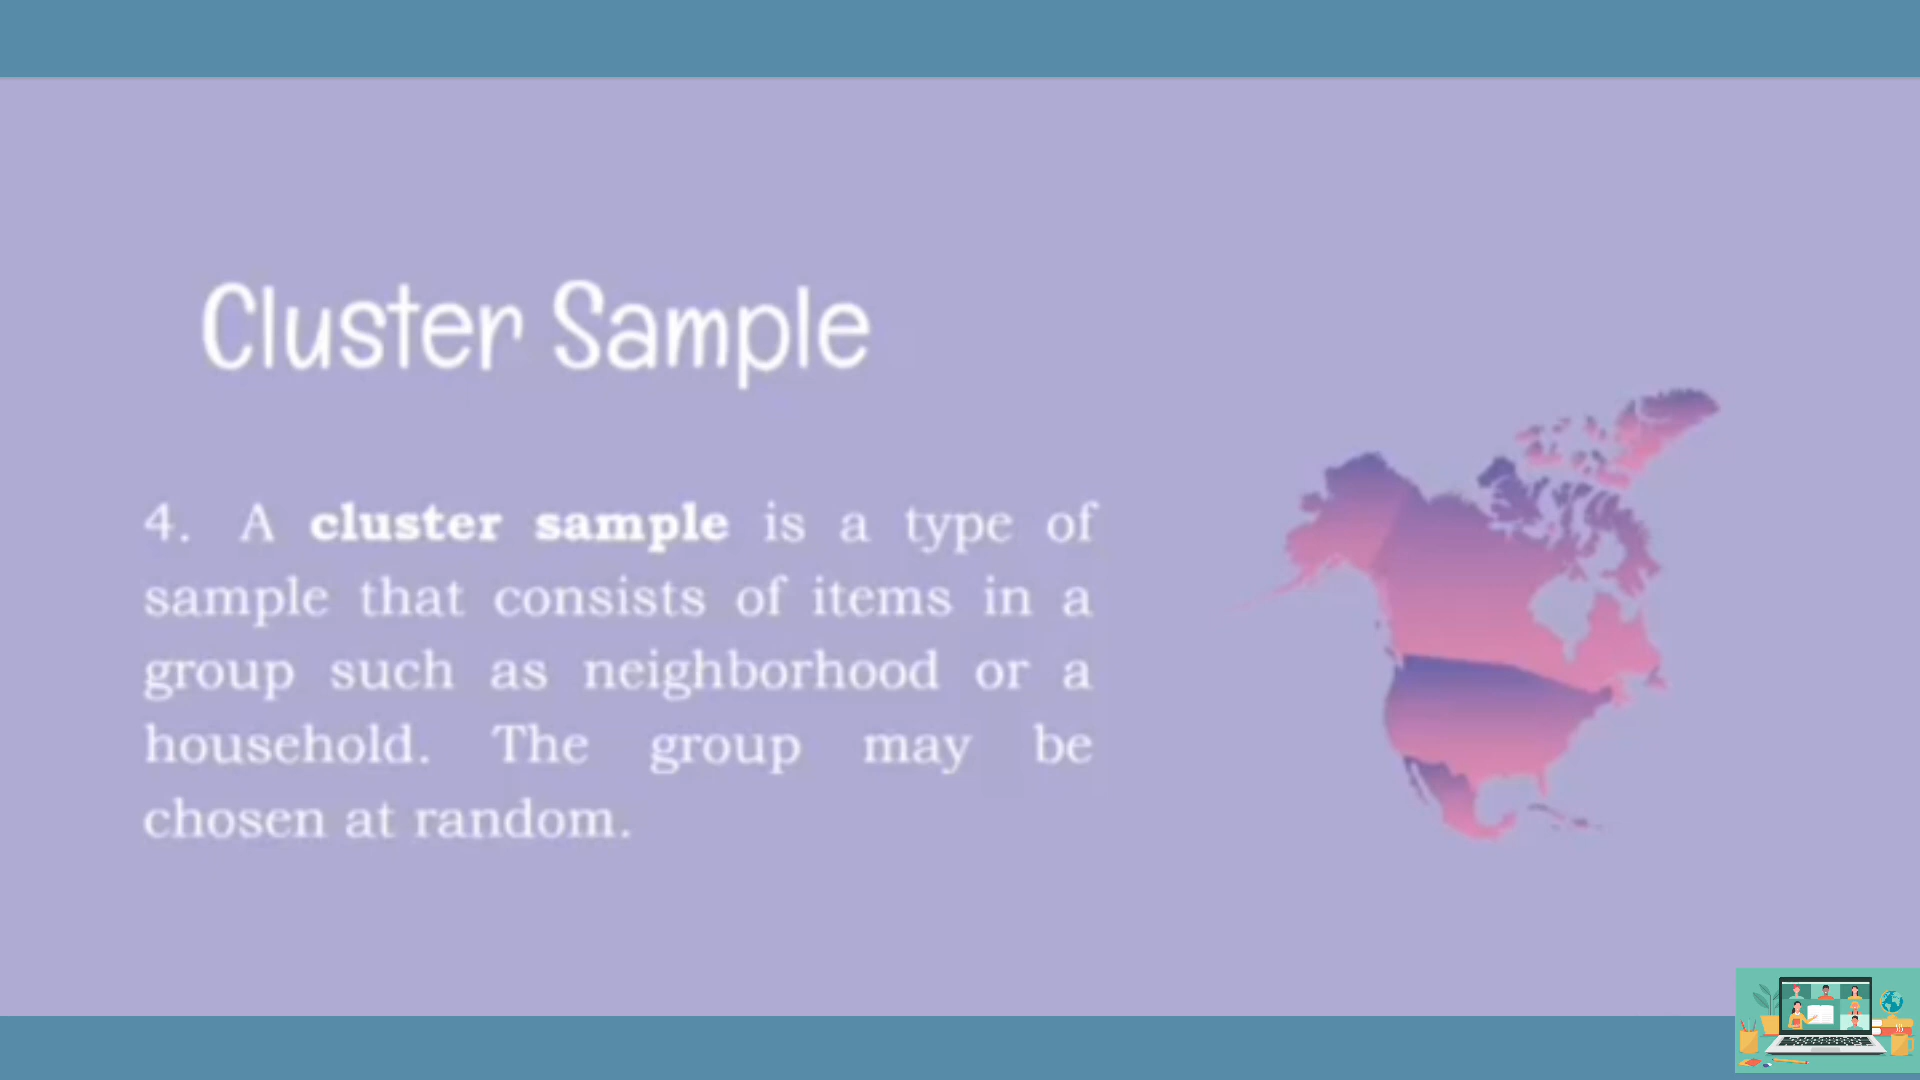 Cluster Sample
4. A cluster sample is a type of
sample that consists of items in a
group such as neighborhood or a
household. The group may be
chosen at random.